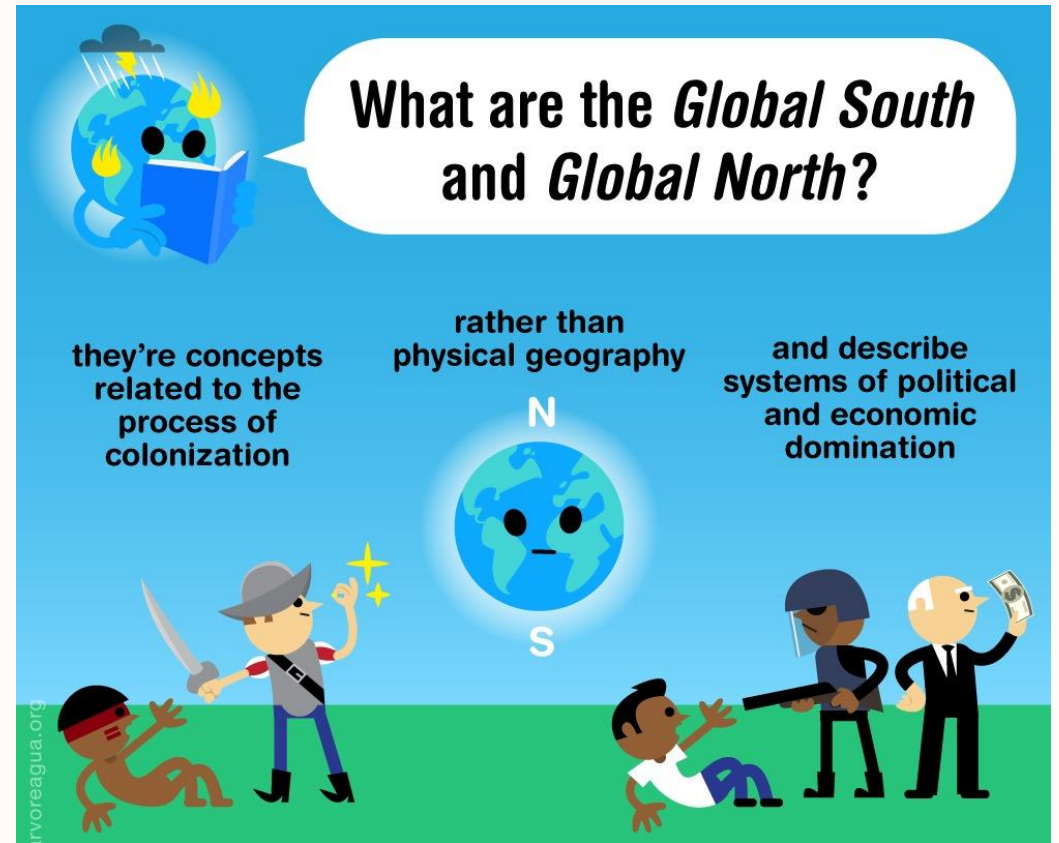 What are the Global South
and Global North?
they're concepts
related to the
process of
colonization
rather than
physical geography
N
S
and describe
systems of political
and economic
domination
arvoreagua.org